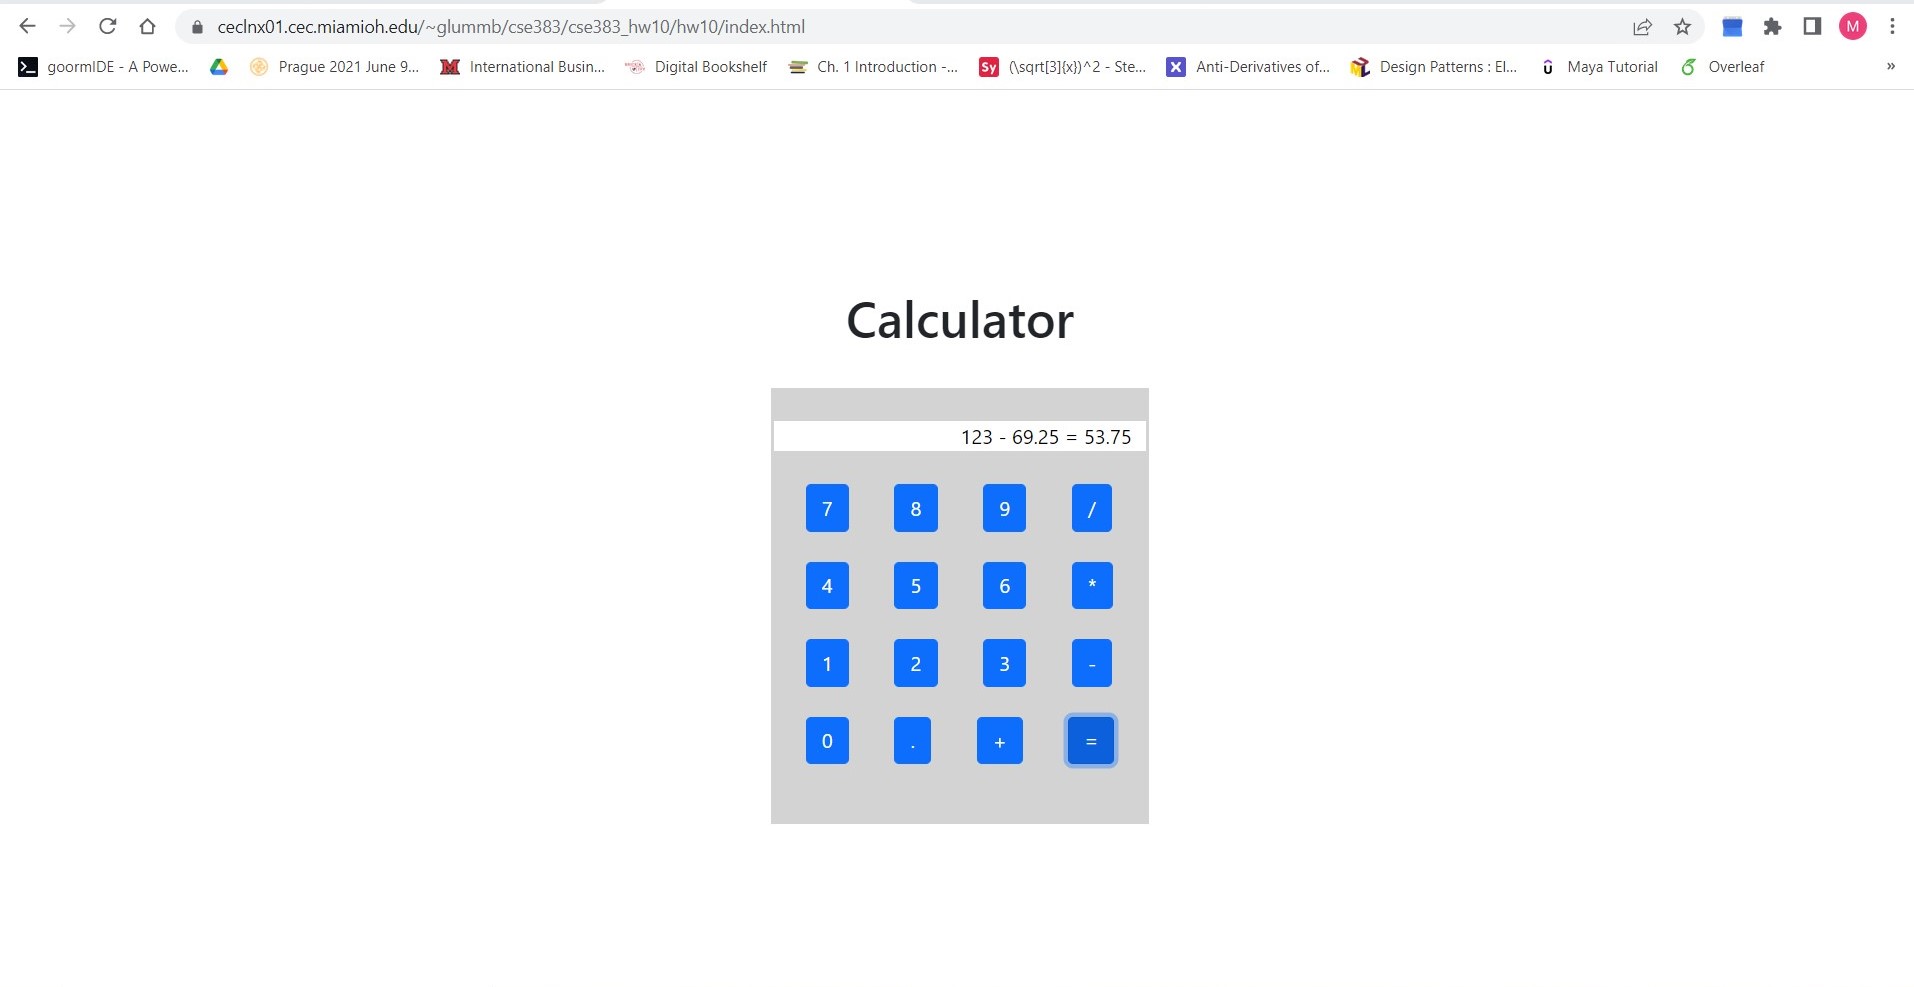 ceclnx01.cec.miamioh.edu/~glummb/cse383/cse383_hw10/hw10/index.html M
goormIDE - A Powe... Prague 2021 June 9... International Busin... Digital Bookshelf Ch. 1 Introduction -... Sy (\sqrt[3]{x})^2 - Ste... X Anti-Derivatives of... Design Patterns : El... Maya Tutorial Overleaf »
Calculator
123 - 69.25 = 53.75
7 8 9 /
4 5 6 *
1 2 3 -
0 . + =